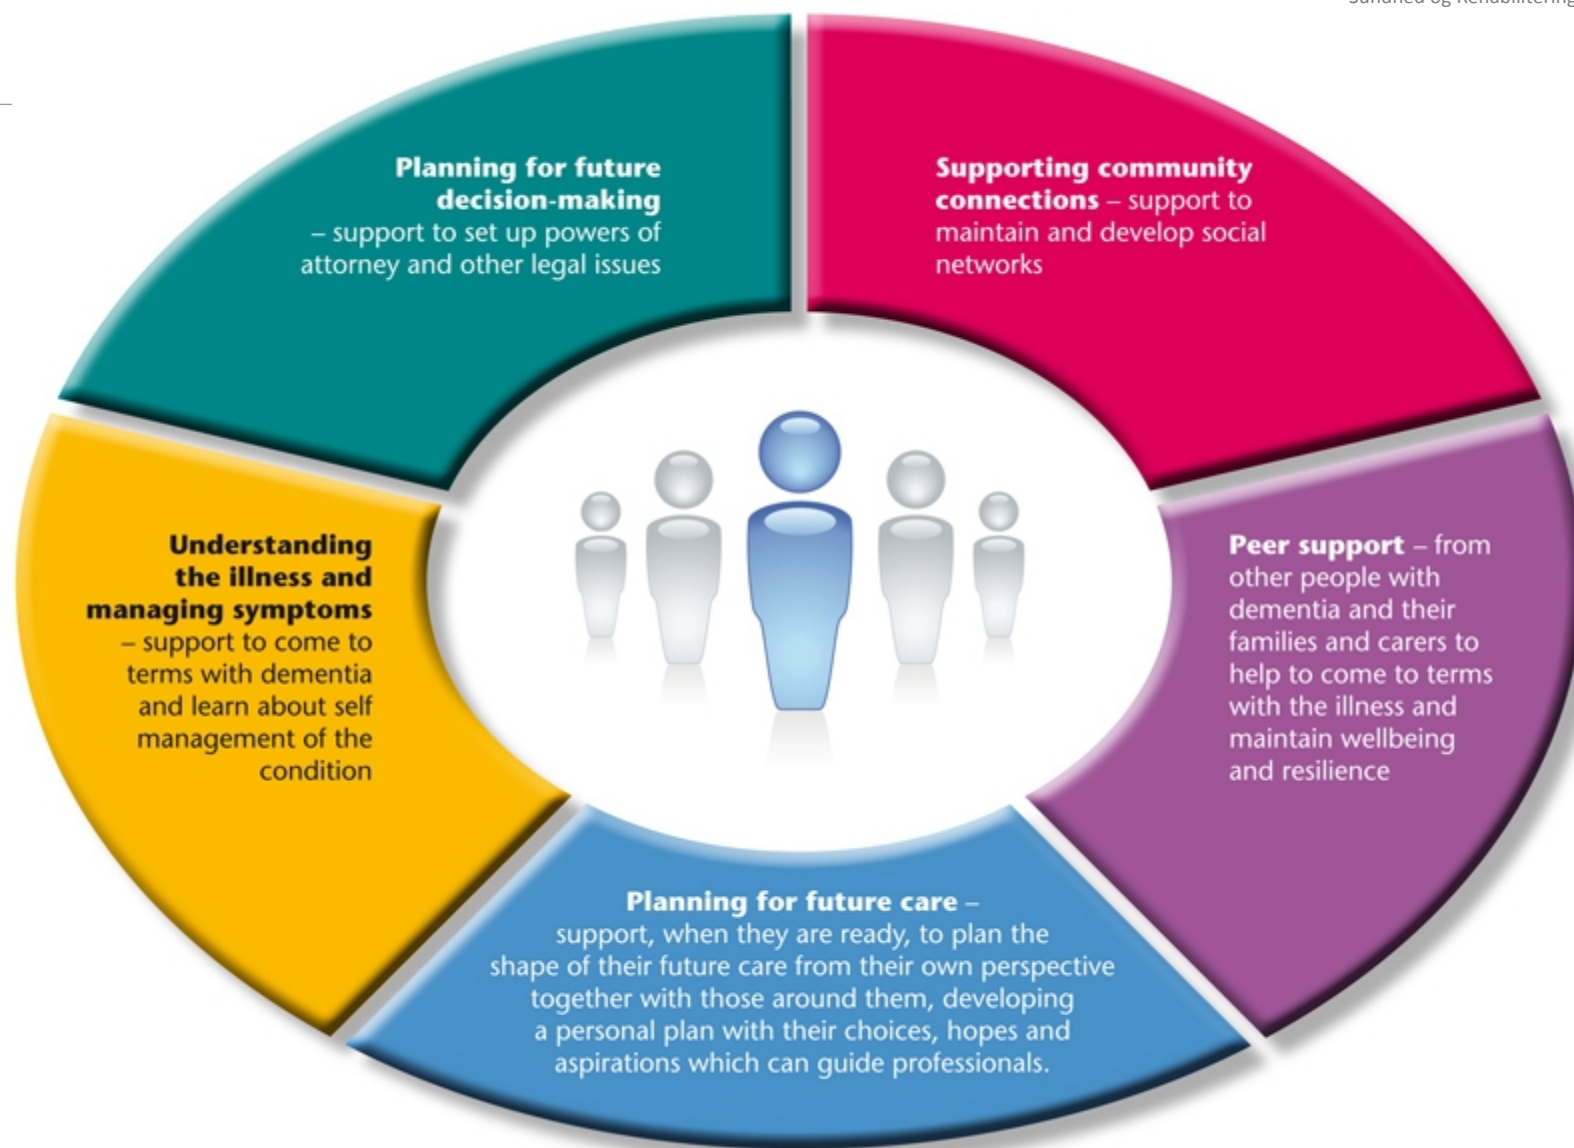 Sundhed og Rehabilitering
Planning for future
decision-making
– support to set up powers of
attorney and other legal issues
Supporting community
connections – support to
maintain and develop social
networks
Understanding
the illness and
managing symptoms
– support to come to
terms with dementia
and learn about self
management of the
condition
Peer support – from
other people with
dementia and their
families and carers to
help to come to terms
with the illness and
maintain wellbeing
and resilience
Planning for future care –
support, when they are ready, to plan the
shape of their future care from their own perspective
together with those around them, developing
a personal plan with their choices, hopes and
aspirations which can guide professionals.